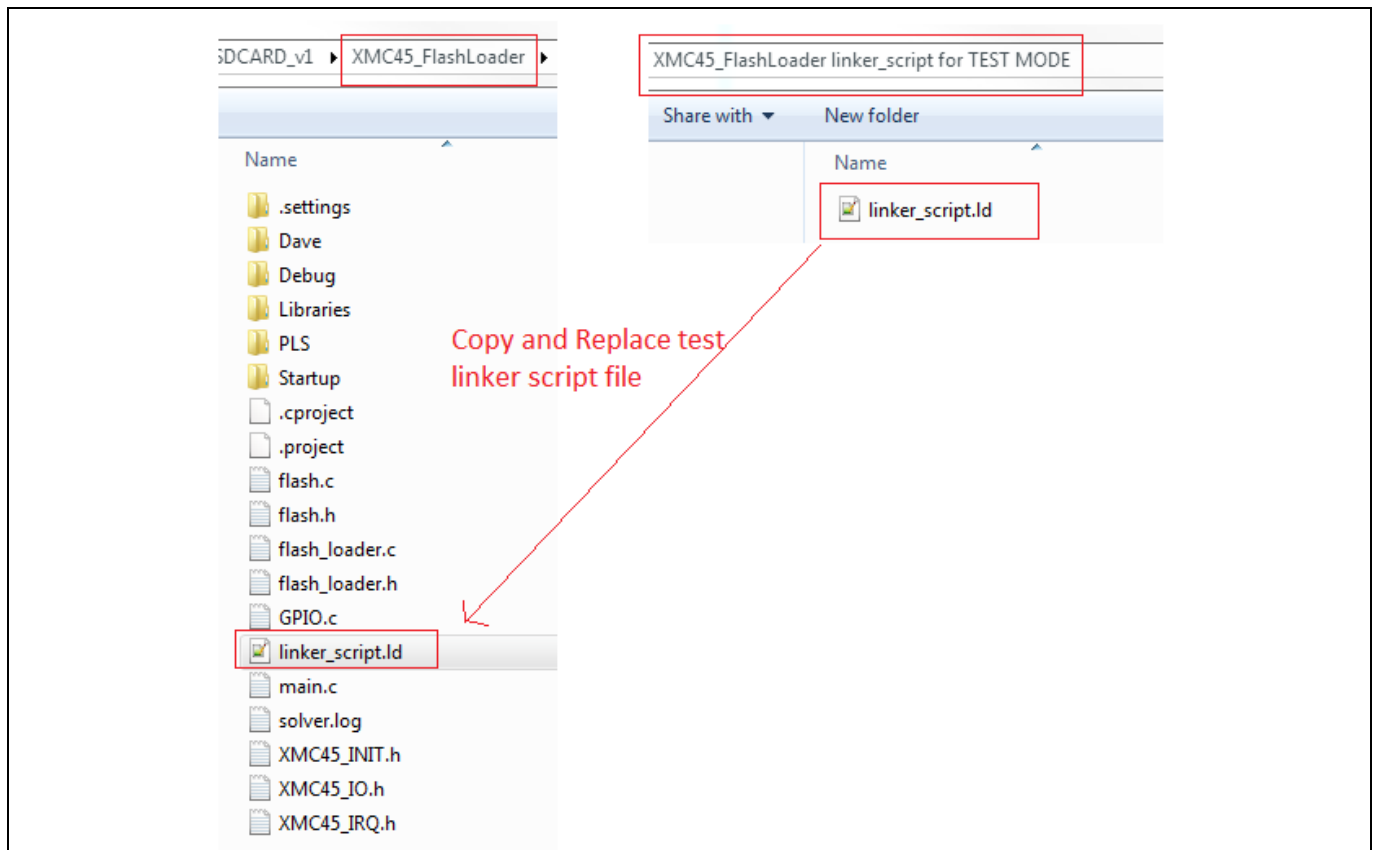 SDCARD_v1 ▸ XMC45_FlashLoader ▸
Name
.settings
Dave
Debug
Libraries
PLS
Startup
.cproject
.project
flash.c
flash.h
flash_loader.c
flash_loader.h
GPIO.c
linker_script.ld
main.c
solver.log
XMC45_INIT.h
XMC45_IO.h
XMC45_IRQ.h
XMC45_FlashLoader linker_script for TEST MODE
Share with ▾ New folder
Name
linker_script.ld
Copy and Replace test
linker script file